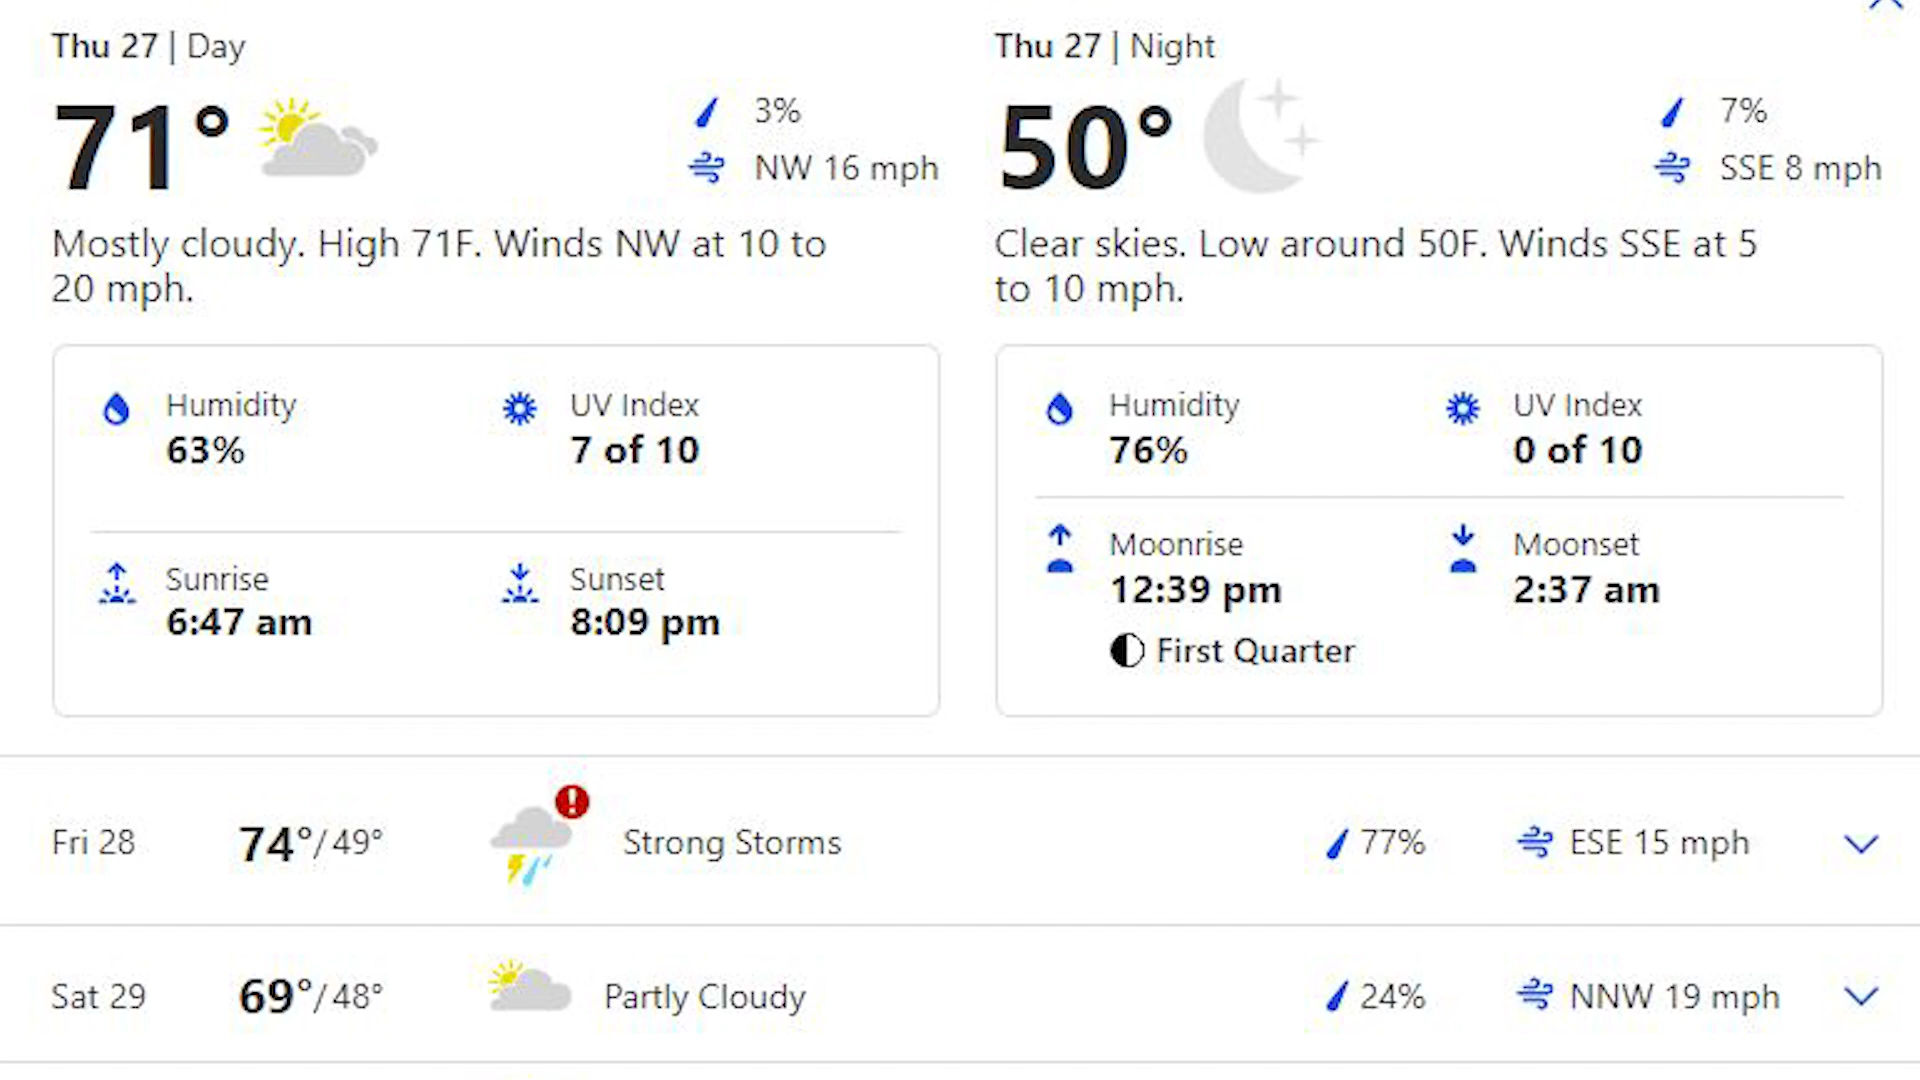 Thu 27 | Day
71°
3%
NW 16 mph
Mostly cloudy. High 71F. Winds NW at 10 to
20 mph.
Humidity
63%
UV Index
7 of 10
Sunrise
6:47 am
Sunset
8:09 pm
Thu 27 | Night
50°
7%
SSE 8 mph
Clear skies. Low around 50F. Winds SSE at 5
to 10 mph.
Humidity
76%
UV Index
0 of 10
Moonrise
12:39 pm
First Quarter
Moonset
2:37 am
Fri 28 74°/49° Strong Storms 77% ESE 15 mph
Sat 29 69°/48° Partly Cloudy 24% NNW 19 mph